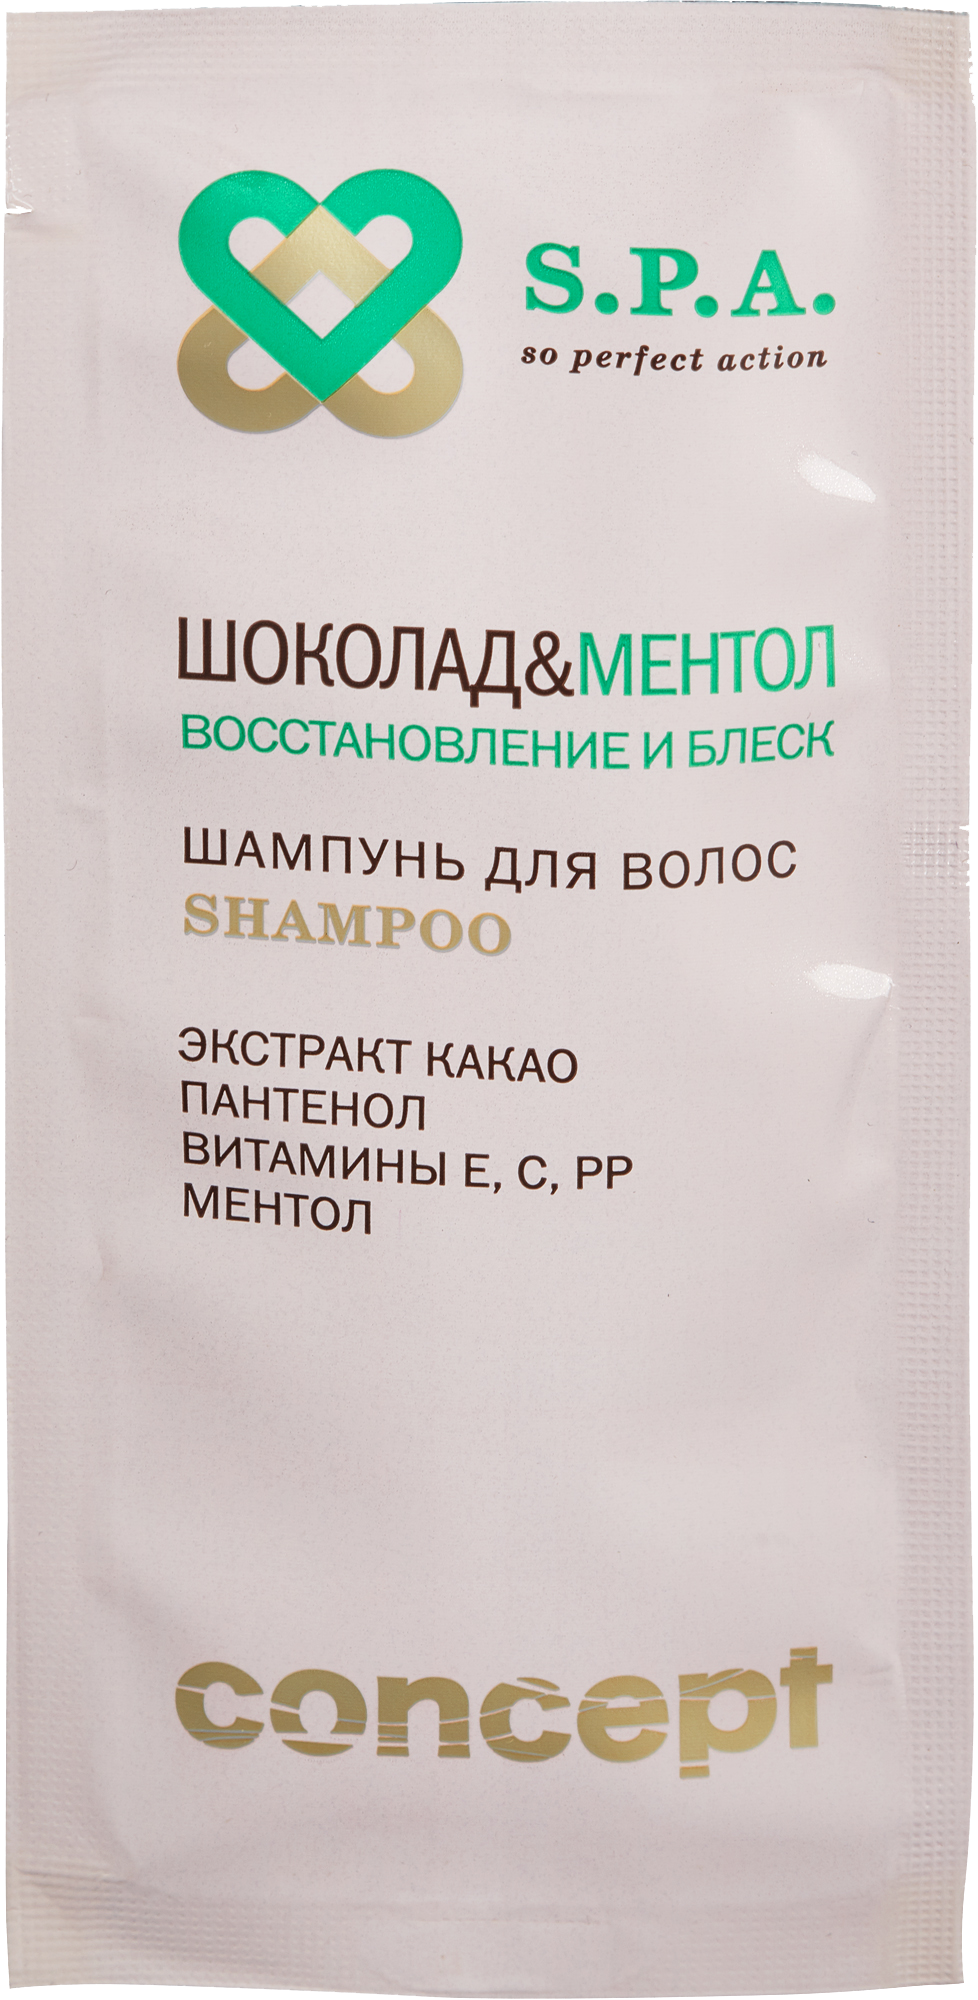 S.P.A.
so perfect action
ШОКОЛАД&МЕНТОЛ
ВОССТАНОВЛЕНИЕ И БЛЕСК
ШАМПУНЬ ДЛЯ ВОЛОС
SHAMPOO
ЭКСТРАКТ КАКАО
ПАНТЕНОЛ
ВИТАМИНЫ Е, С, РР
МЕНТОЛ
concept